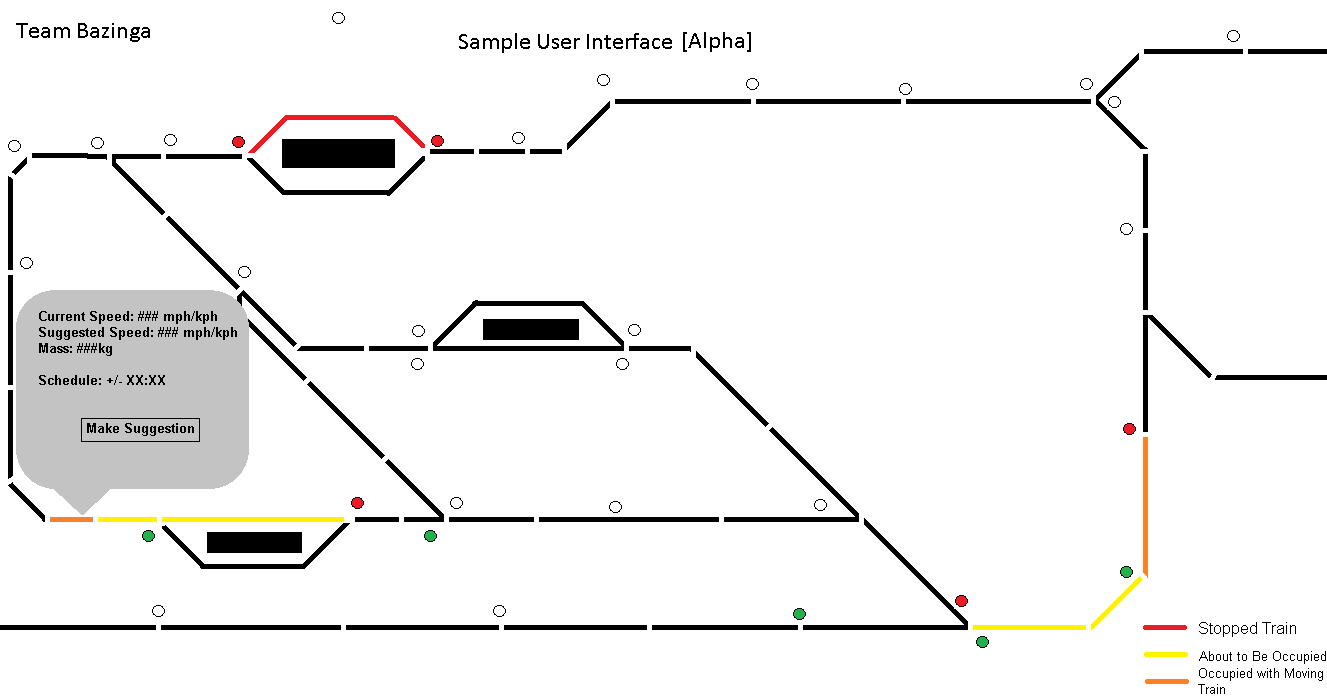 Team Bazinga
Sample User Interface [Alpha]
Current Speed: ### mph/kph
Suggested Speed: ### mph/kph
Mass: ###kg
Schedule: +/- XX:XX
Make Suggestion
Stopped Train
About to Be Occupied
Occupied with Moving
Train